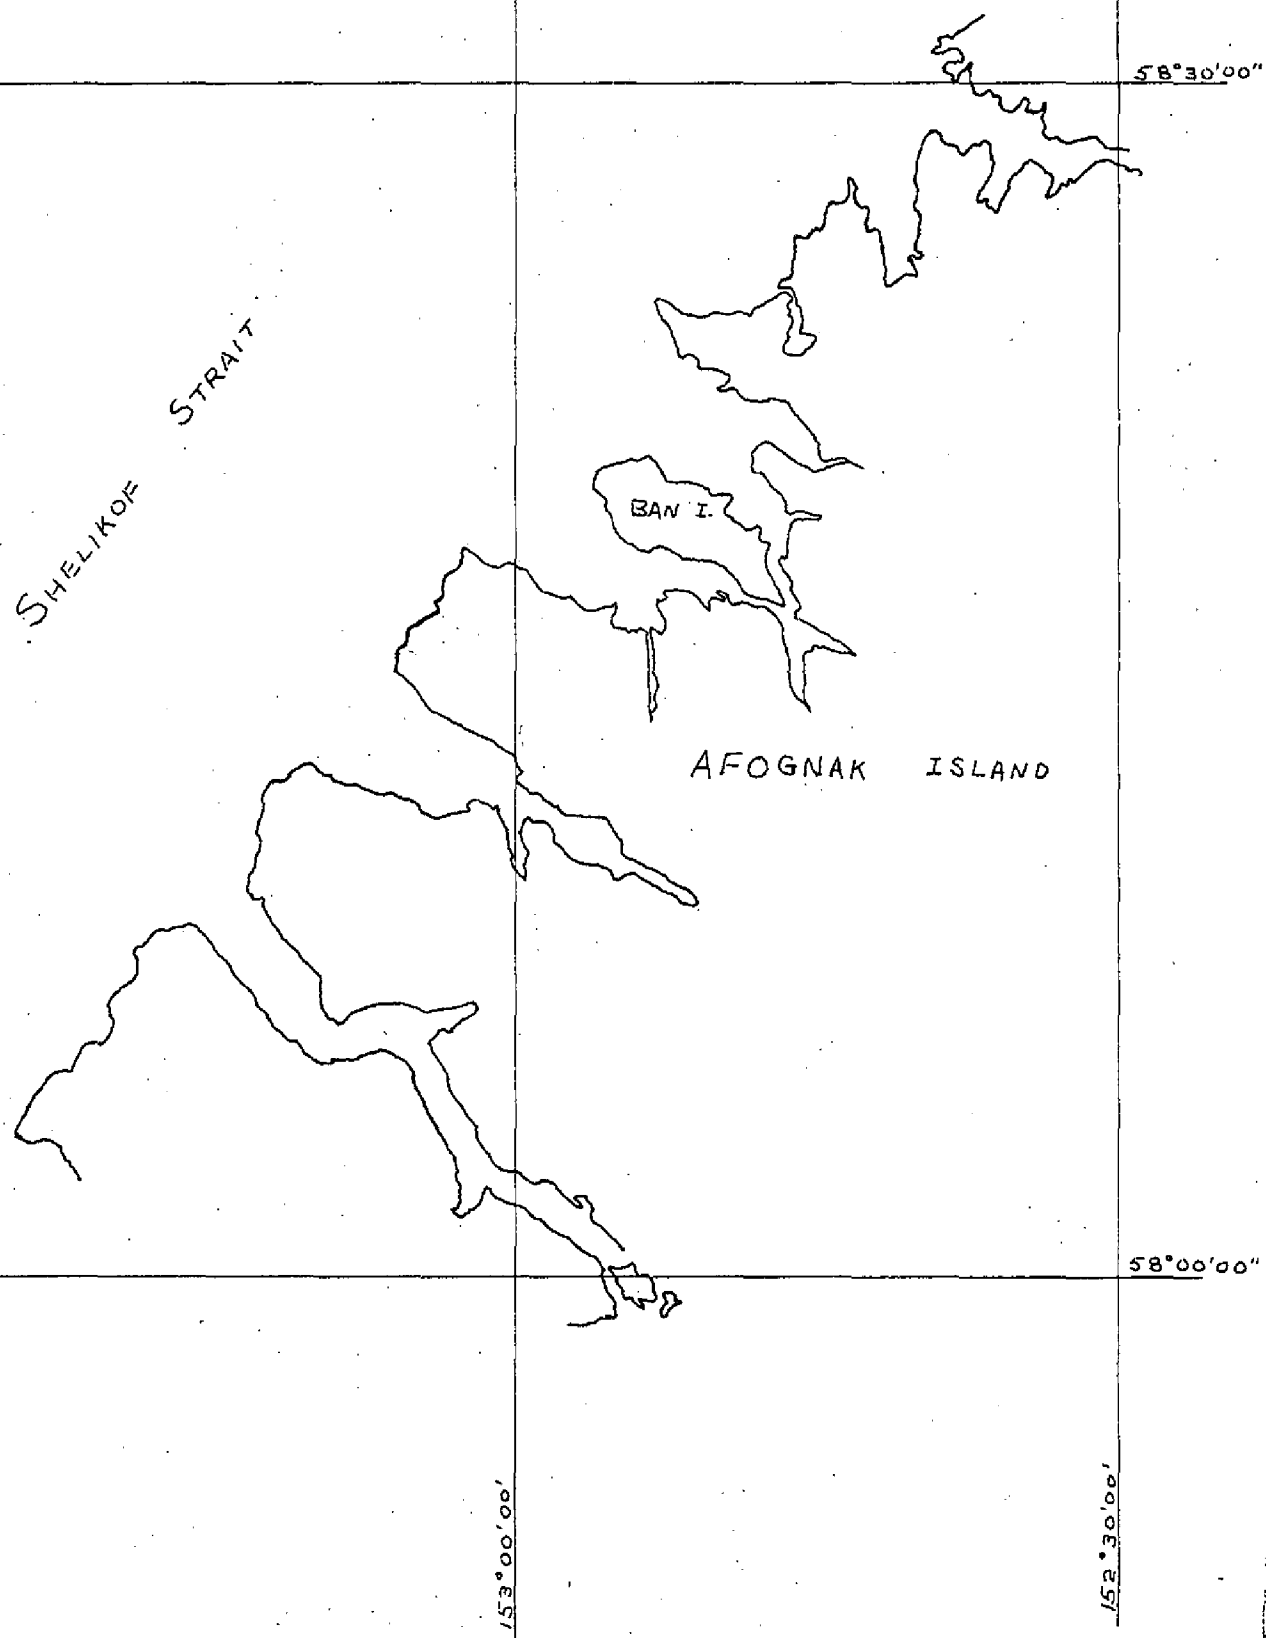 58°30'00"
SHELIKOF STRAIT
BAN I.
AFOGNAK ISLAND
58°00'00"
153°00'00'
152°30'00'